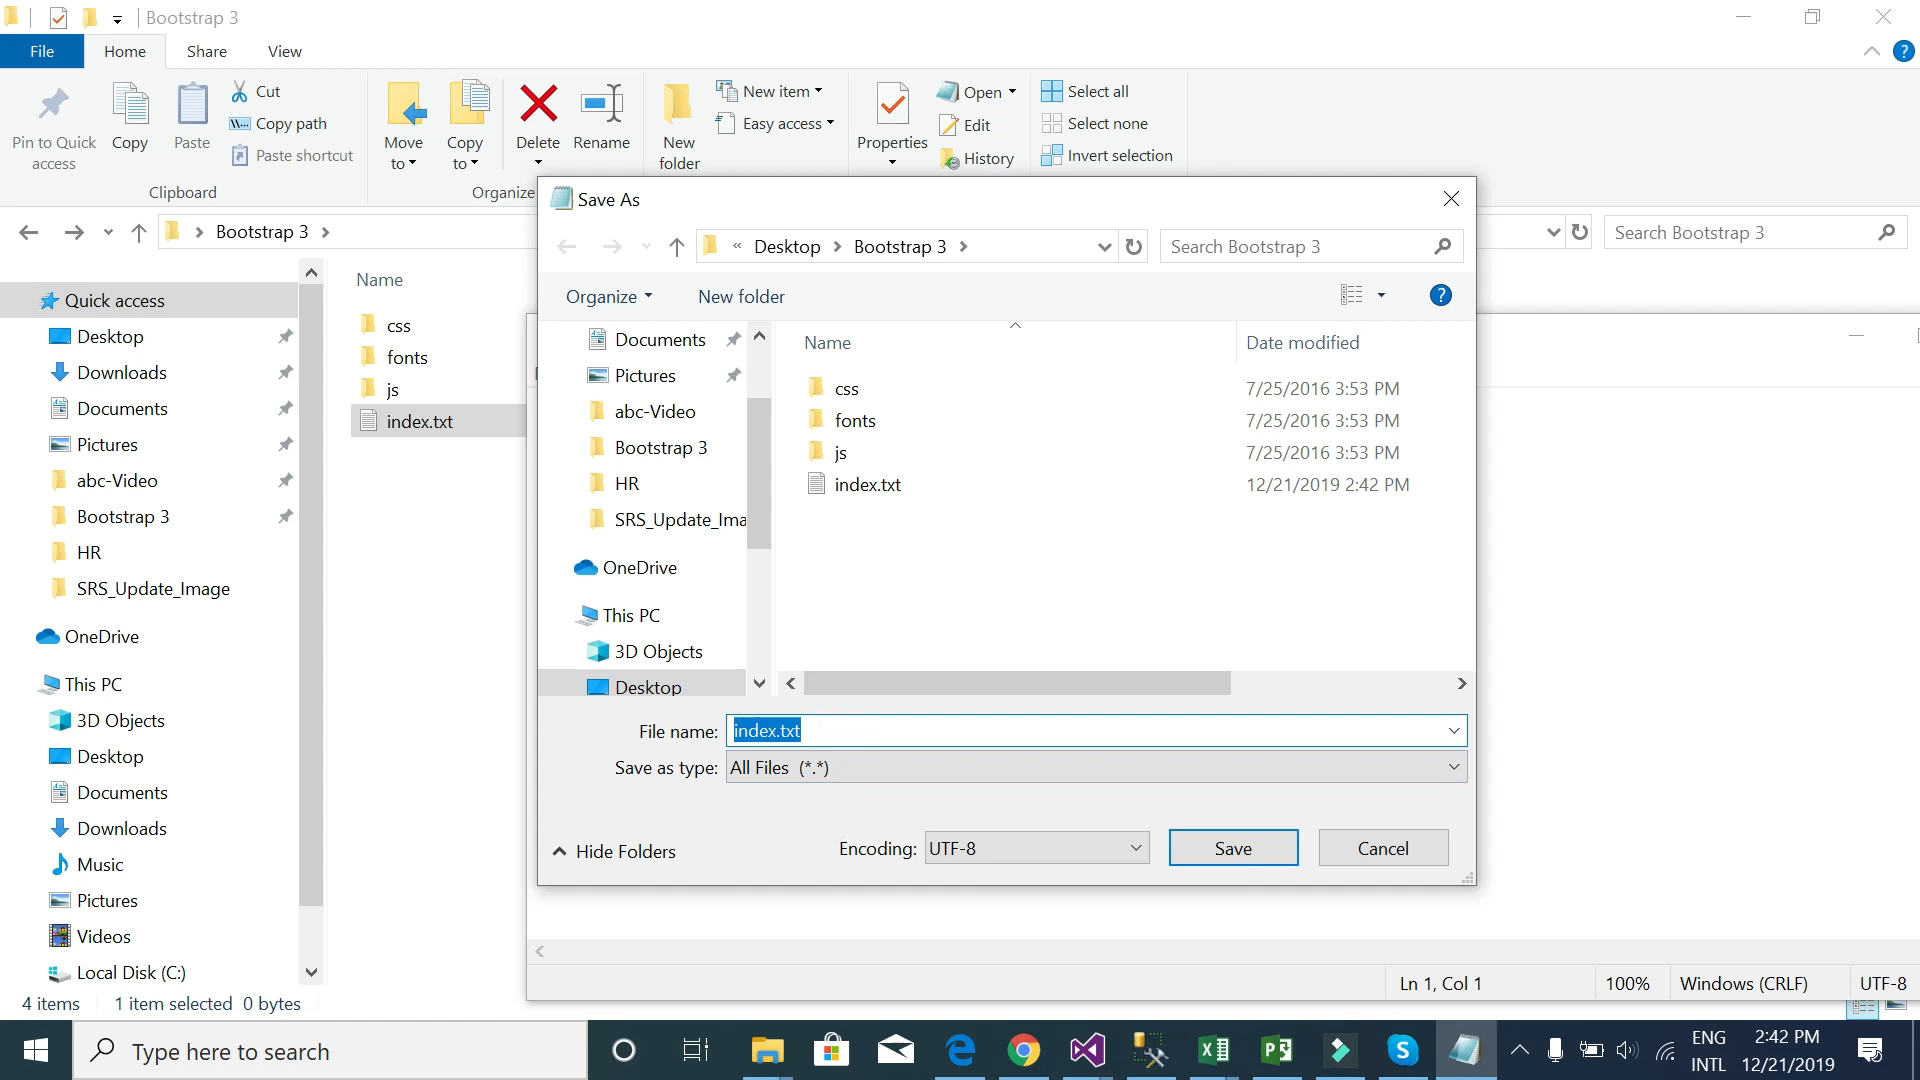 Bootstrap 3
File
Home
Share
View
Pin to Quick
access
Copy
Paste
Cut
Copy path
Paste shortcut
Clipboard
Move
to
Copy
to
Delete
Rename
Organize
New
folder
New item
Easy access
Properties
Open
Edit
History
Select all
Select none
Invert selection
Bootstrap 3
Search Bootstrap 3
Quick access
Desktop
Downloads
Documents
Pictures
abc-Video
Bootstrap 3
HR
SRS_Update_Image
OneDrive
This PC
3D Objects
Desktop
Documents
Downloads
Music
Pictures
Videos
Local Disk (C:)
Name
css
fonts
js
index.txt
Save As
« Desktop > Bootstrap 3 >
Search Bootstrap 3
Organize
New folder
Documents
Pictures
abc-Video
Bootstrap 3
HR
SRS_Update_Ima
OneDrive
This PC
3D Objects
Desktop
Name
Date modified
css 7/25/2016 3:53 PM
fonts 7/25/2016 3:53 PM
js 7/25/2016 3:53 PM
index.txt 12/21/2019 2:42 PM
File name: index.txt
Save as type: All Files (*.*)
Hide Folders
Encoding: UTF-8
Save
Cancel
Ln 1, Col 1
100%
Windows (CRLF)
UTF-8
4 items
1 item selected 0 bytes
Type here to search
ENG
INTL
2:42 PM
12/21/2019